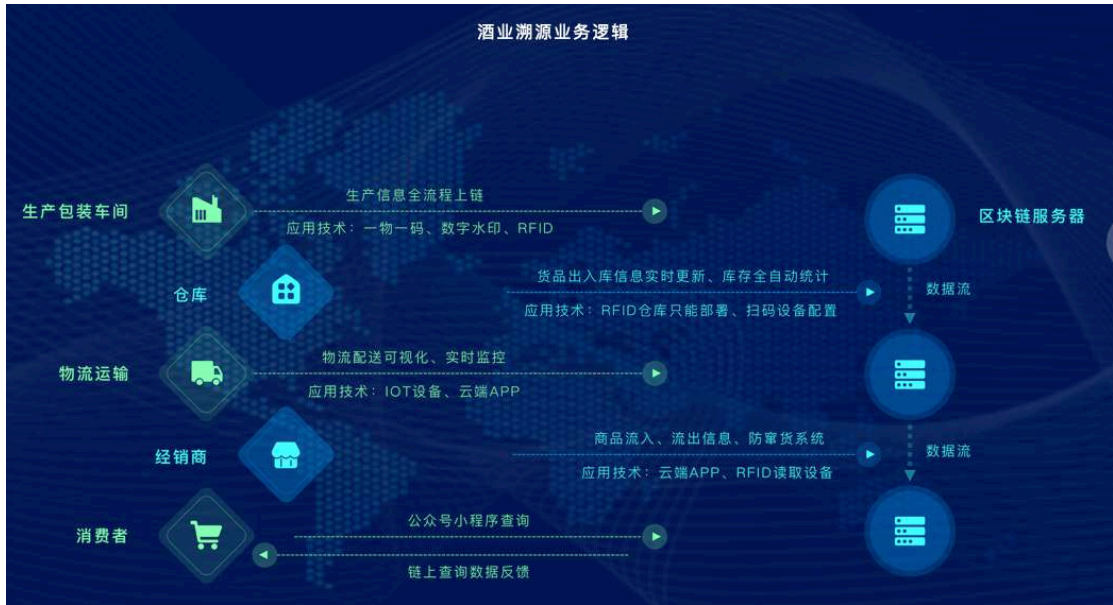 酒业溯源业务逻辑
生产包装车间
生产信息全流程上链
应用技术：一物一码、数字水印、RFID
区块链服务器
仓库
货品出入库信息实时更新、库存全自动统计
应用技术：RFID仓库只能部署、扫码设备配置
数据流
物流运输
物流配送可视化、实时监控
应用技术：IOT设备、云端APP
经销商
商品流入、流出信息、防窜货系统
应用技术：云端APP、RFID读取设备
数据流
消费者
公众号小程序查询
链上查询数据反馈